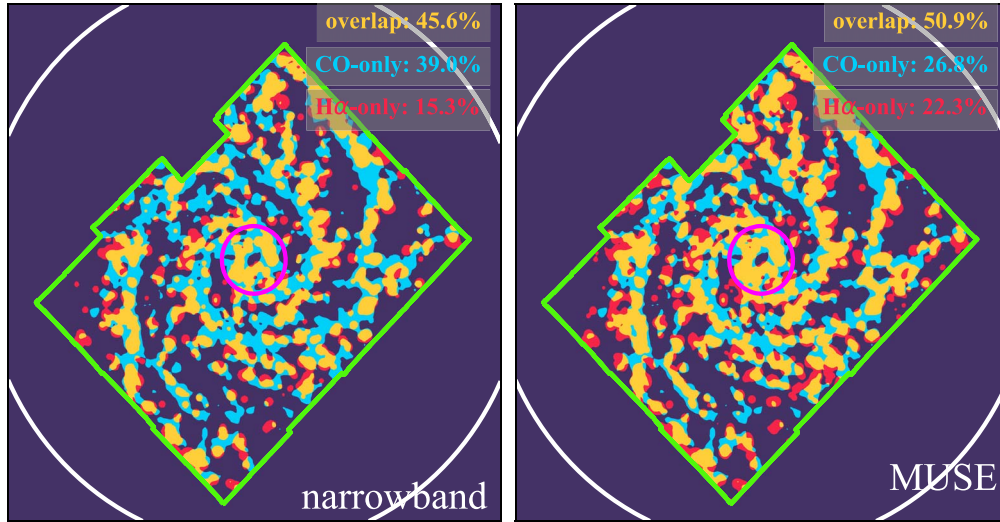 overlap: 45.6%
CO-only: 39.0%
Hα-only: 15.3%
narrowband
overlap: 50.9%
CO-only: 26.8%
Hα-only: 22.3%
MUSE